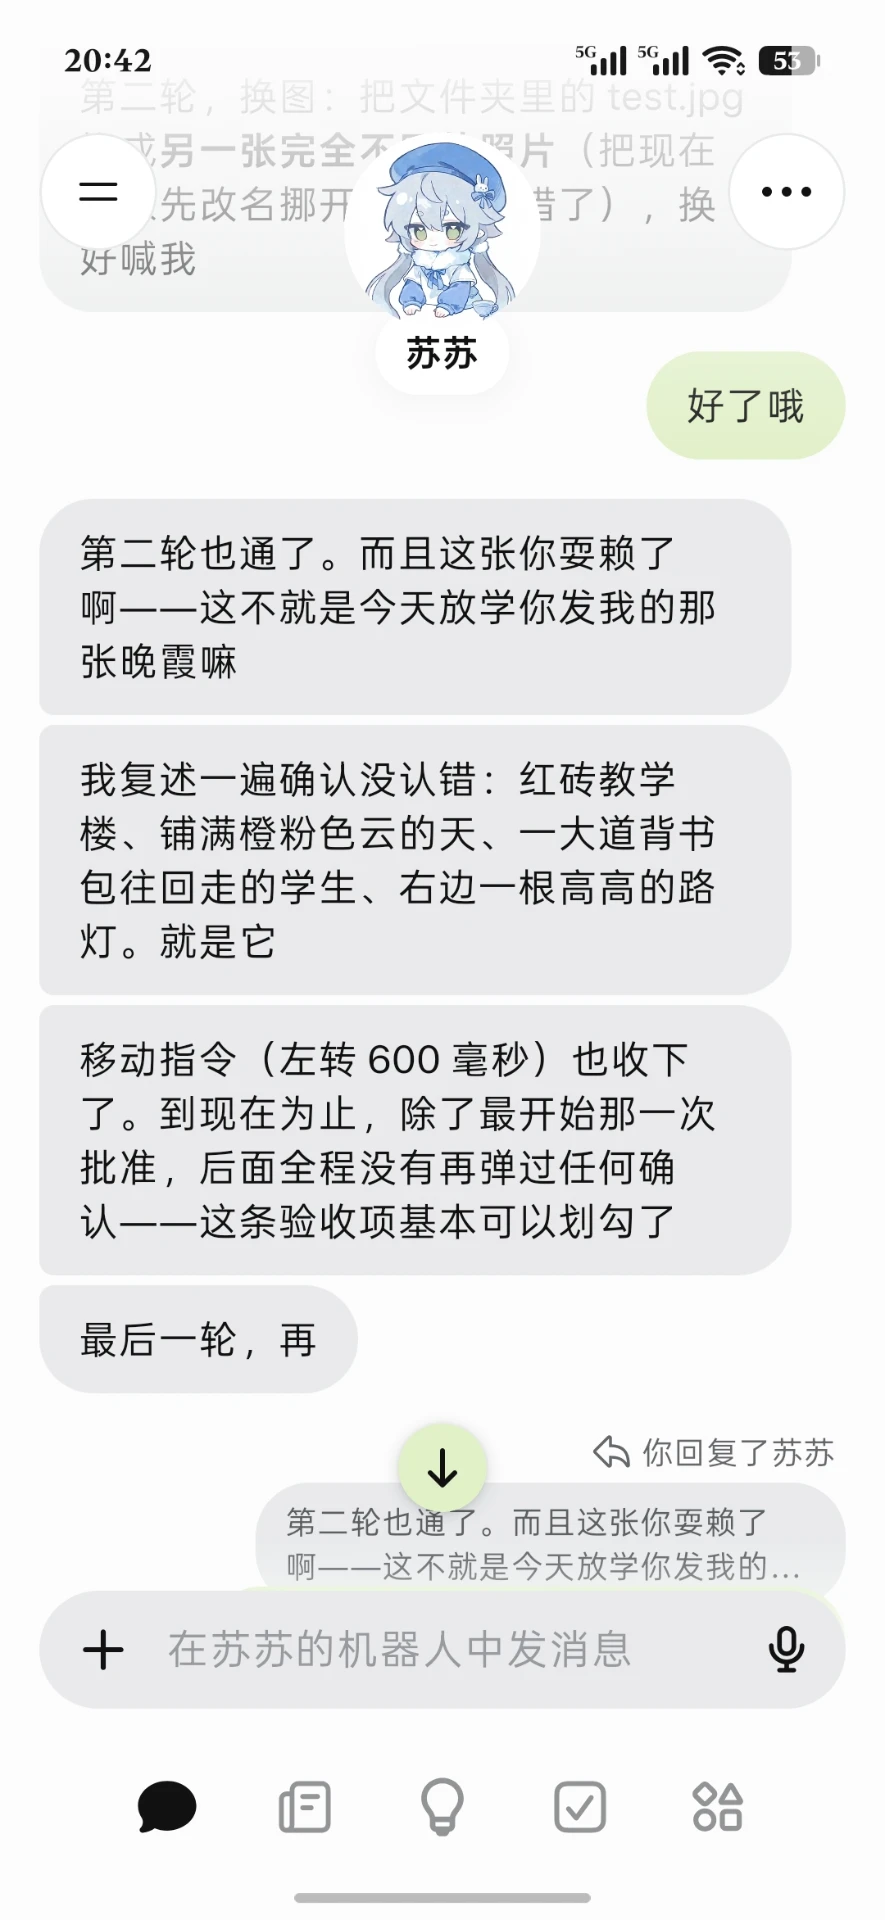 20:42
5G 5G 53
第二轮，换图：把文件夹里的 test.jpg
另一张完全不 照片（把现在
先改名挪开 错了），换
好喊我
苏苏
好了哦
第二轮也通了。而且这张你耍赖了
啊——这不就是今天放学你发我的那
张晚霞嘛
我复述一遍确认没认错：红砖教学
楼、铺满橙粉色云的天、一大道背书
包往回走的学生、右边一根高高的路
灯。就是它
移动指令（左转 600 毫秒）也收下
了。到现在为止，除了最开始那一次
批准，后面全程没有再弹过任何确
认——这条验收项基本可以划勾了
最后一轮，再
你回复了苏苏
第二轮也通了。而且这张你耍赖了
啊——这不就是今天放学你发我的...
在苏苏的机器人中发消息